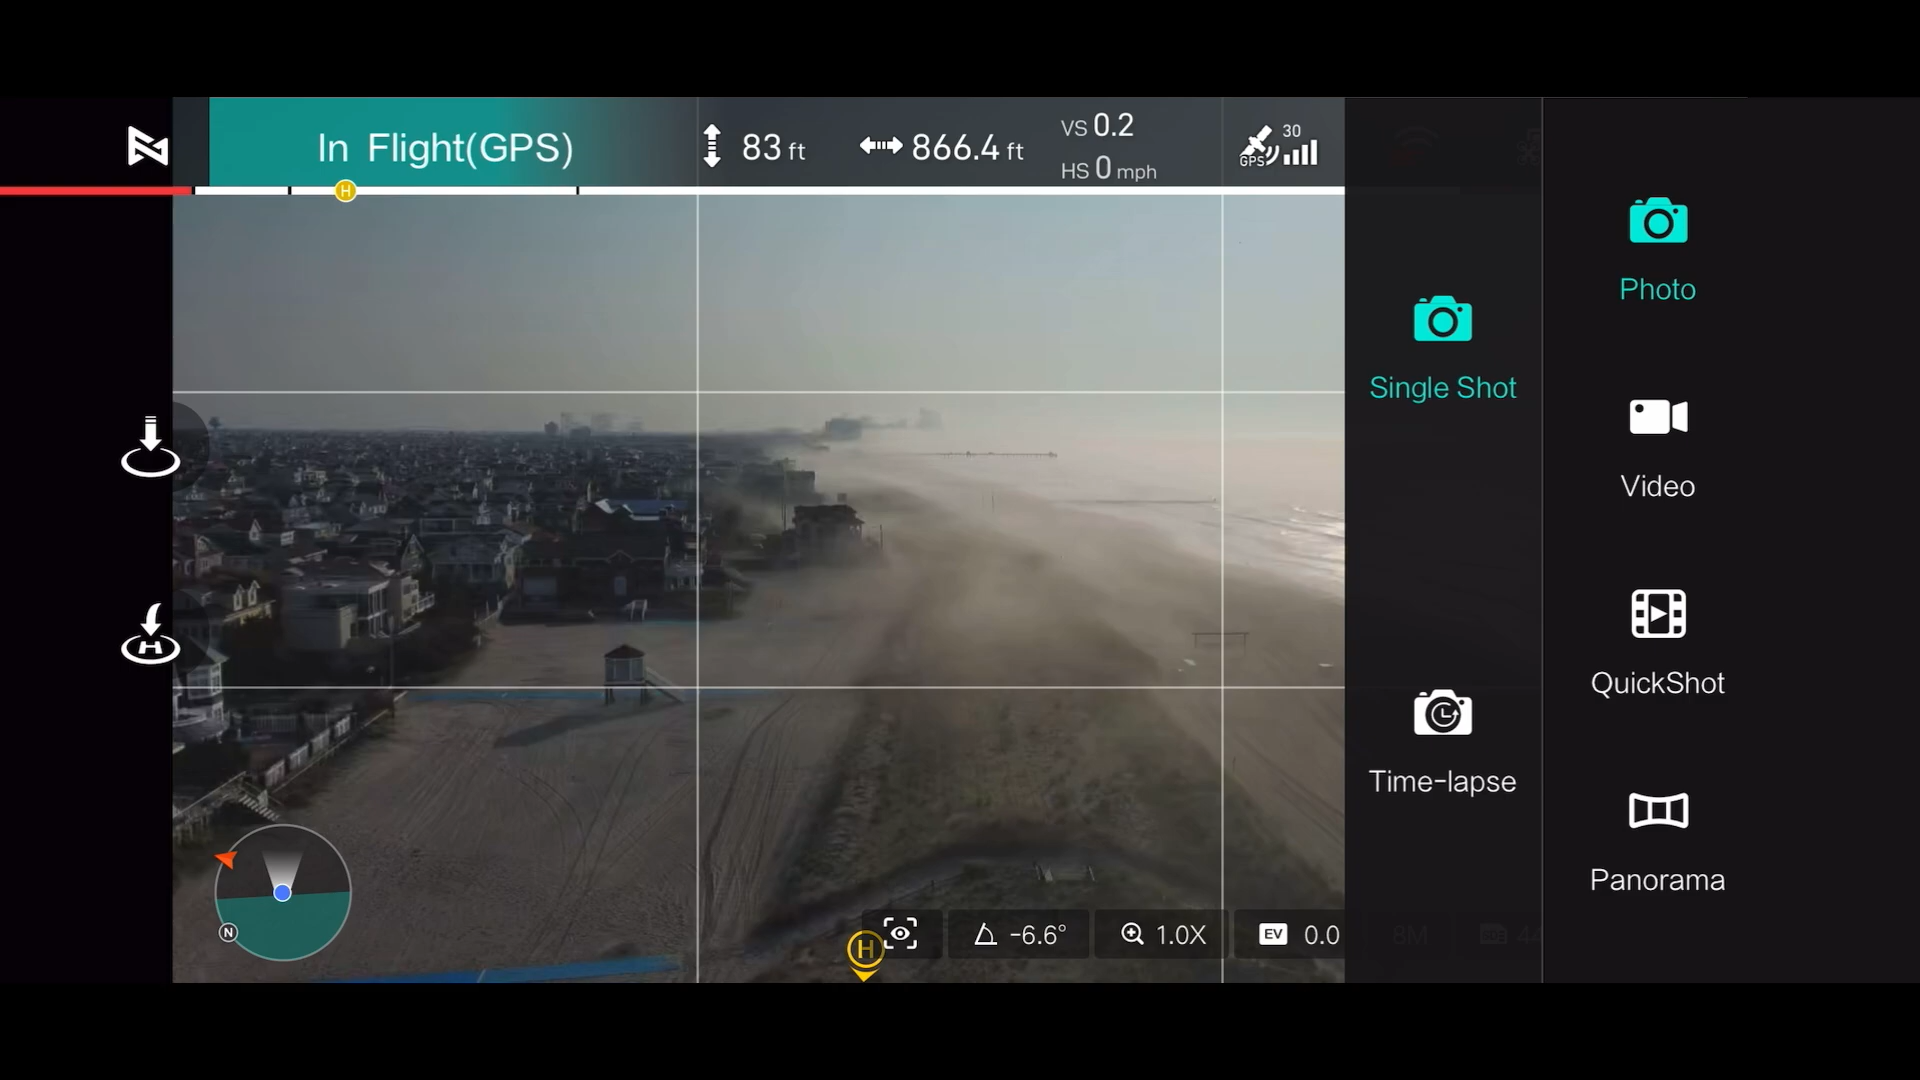 In Flight(GPS)
83 ft
866.4 ft
VS 0.2
HS 0 mph
GPS
30
H
Photo
Single Shot
Video
H
QuickShot
Time-lapse
Panorama
N
H
-6.6°
1.0X
EV 0.0
8M